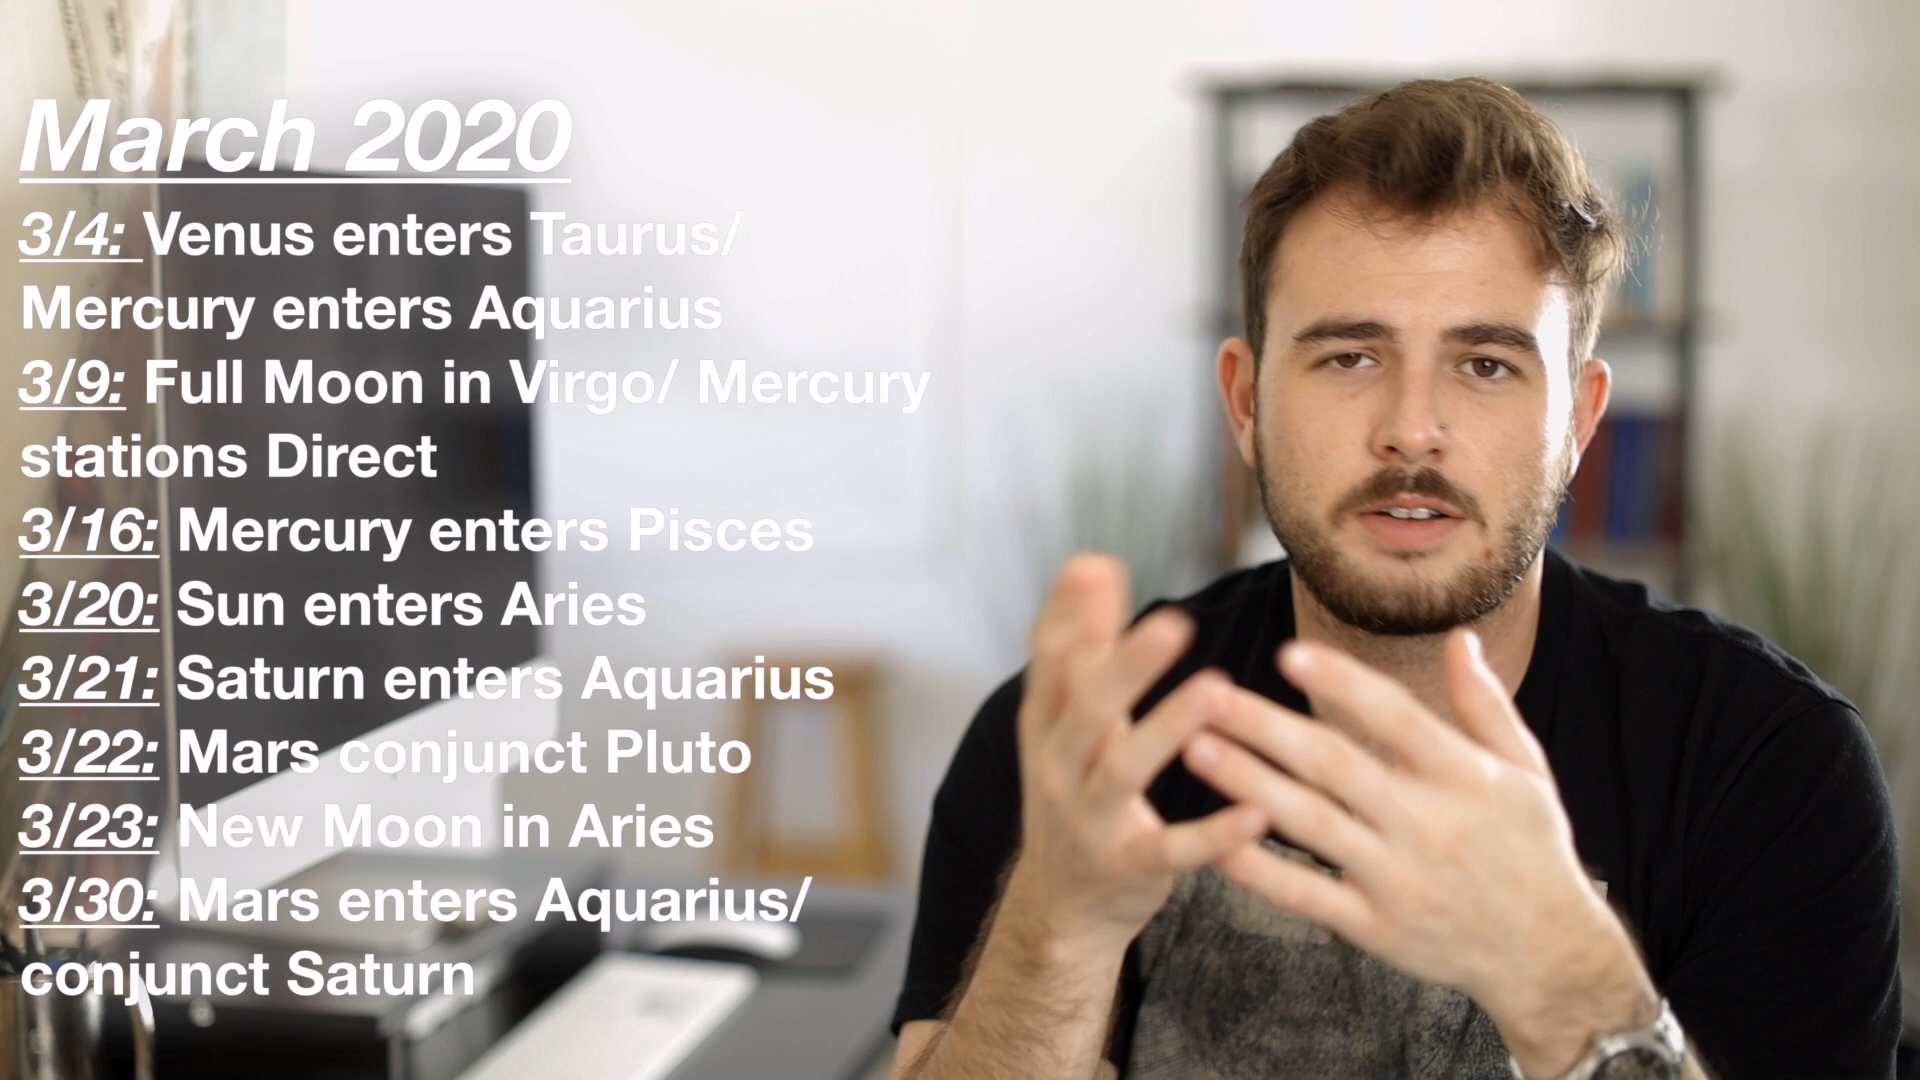 March 2020
3/4: Venus enters Taurus/
Mercury enters Aquarius
3/9: Full Moon in Virgo/ Mercury
stations Direct
3/16: Mercury enters Pisces
3/20: Sun enters Aries
3/21: Saturn enters Aquarius
3/22: Mars conjunct Pluto
3/23: New Moon in Aries
3/30: Mars enters Aquarius/
conjunct Saturn